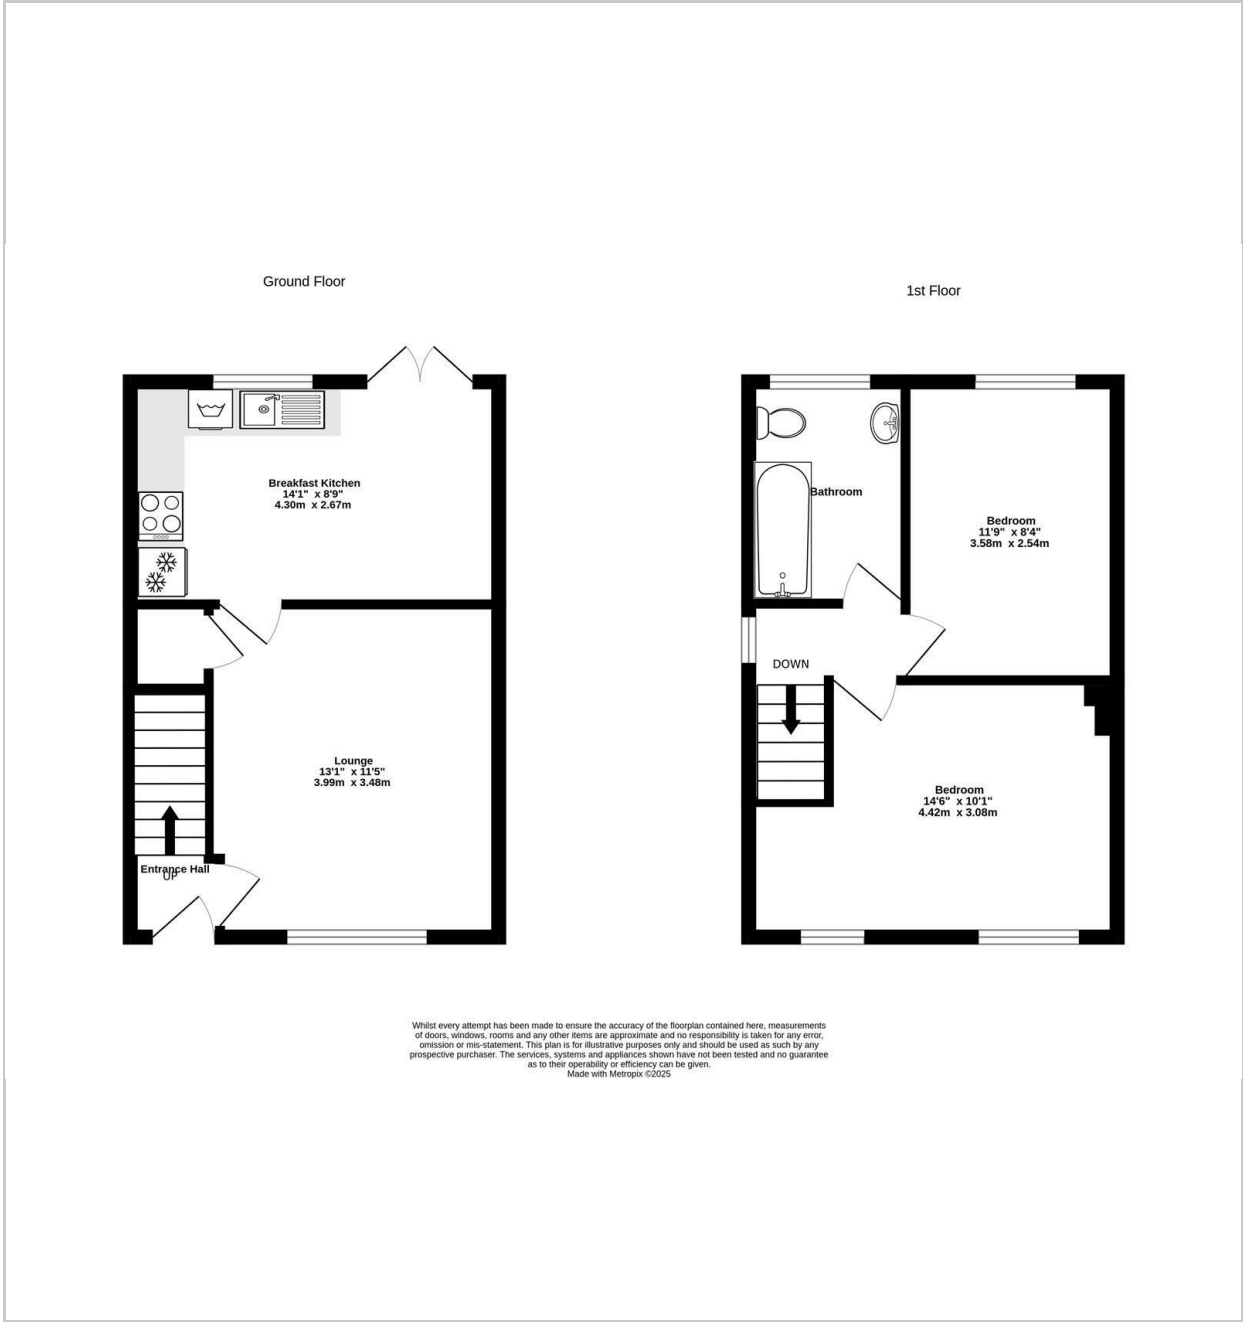 Ground Floor
1st Floor
Breakfast Kitchen
14'1" x 8'9"
4.30m x 2.67m
Bathroom
Bedroom
11'9" x 8'4"
3.58m x 2.54m
DOWN
Lounge
13'1" x 11'5"
3.99m x 3.48m
Bedroom
14'6" x 10'1"
4.42m x 3.08m
Entrance Hall
UP
Whilst every attempt has been made to ensure the accuracy of the floorplan contained here, measurements
of doors, windows, rooms and any other items are approximate and no responsibility is taken for any error,
omission or mis-statement. This plan is for illustrative purposes only and should be used as such by any
prospective purchaser. The services, systems and appliances shown have not been tested and no guarantee
as to their operability or efficiency can be given.
Made with Metropix ©2025